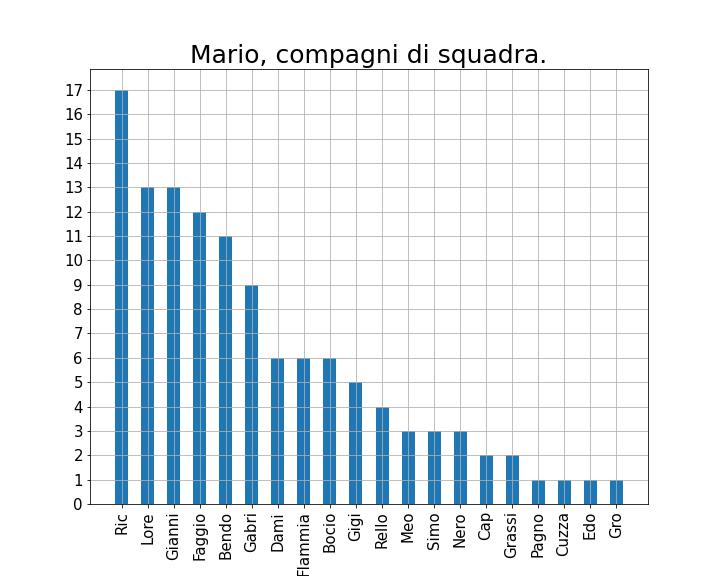 Mario, compagni di squadra.
17
16
15
14
13
12
11
10
9
8
7
6
5
4
3
2
1
0
Ric
Lore
Gianni
Faggio
Bendo
Gabri
Dami
Flammia
Bocio
Gigi
Rello
Meo
Simo
Nero
Cap
Grassi
Pagno
Cuzza
Edo
Gro